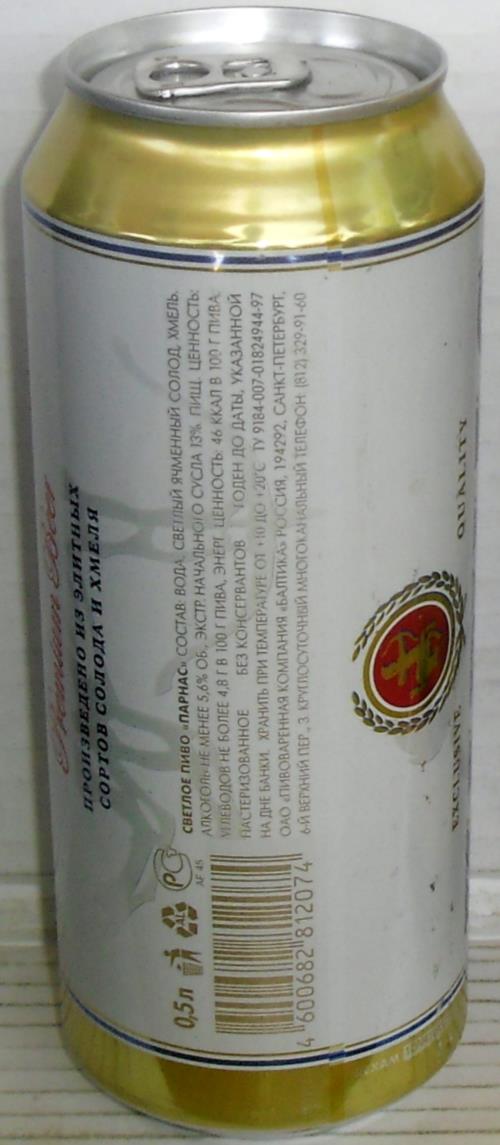 Premium Beer
ПРОИЗВЕДЕНО ИЗ ЭЛИТНЫХ
СОРТОВ СОЛОДА И ХМЕЛЯ
СВЕТЛОЕ ПИВО «ПАРНАС» СОСТАВ: ВОДА, СВЕТЛЫЙ ЯЧМЕННЫЙ СОЛОД, ХМЕЛЬ.
АЛКОГОЛЬ НЕ МЕНЕЕ 5,6% ОБ., ЭКСТР. НАЧАЛЬНОГО СУСЛА 13%. ПИЩ. ЦЕННОСТЬ:
УГЛЕВОДОВ НЕ БОЛЕЕ 4,8 Г В 100 Г ПИВА, ЭНЕРГ. ЦЕННОСТЬ: 46 ККАЛ В 100 Г ПИВА.
ПАСТЕРИЗОВАННОЕ БЕЗ КОНСЕРВАНТОВ ГОДЕН ДО ДАТЫ, УКАЗАННОЙ
НА ДНЕ БАНКИ. ХРАНИТЬ ПРИ ТЕМПЕРАТУРЕ ОТ +10 ДО +20°С ТУ 9184-007-01824944-97
ОАО «ПИВОВАРЕННАЯ КОМПАНИЯ «БАЛТИКА» РОССИЯ, 194292, САНКТ-ПЕТЕРБУРГ,
6-Й ВЕРХНИЙ ПЕР., 3. КРУГЛОСУТОЧНЫЙ МНОГОКАНАЛЬНЫЙ ТЕЛЕФОН: (812) 329-91-60
0,5 л
AL
РС
АГ 45
4 600682 812074
EXCLUSIVE QUALITY